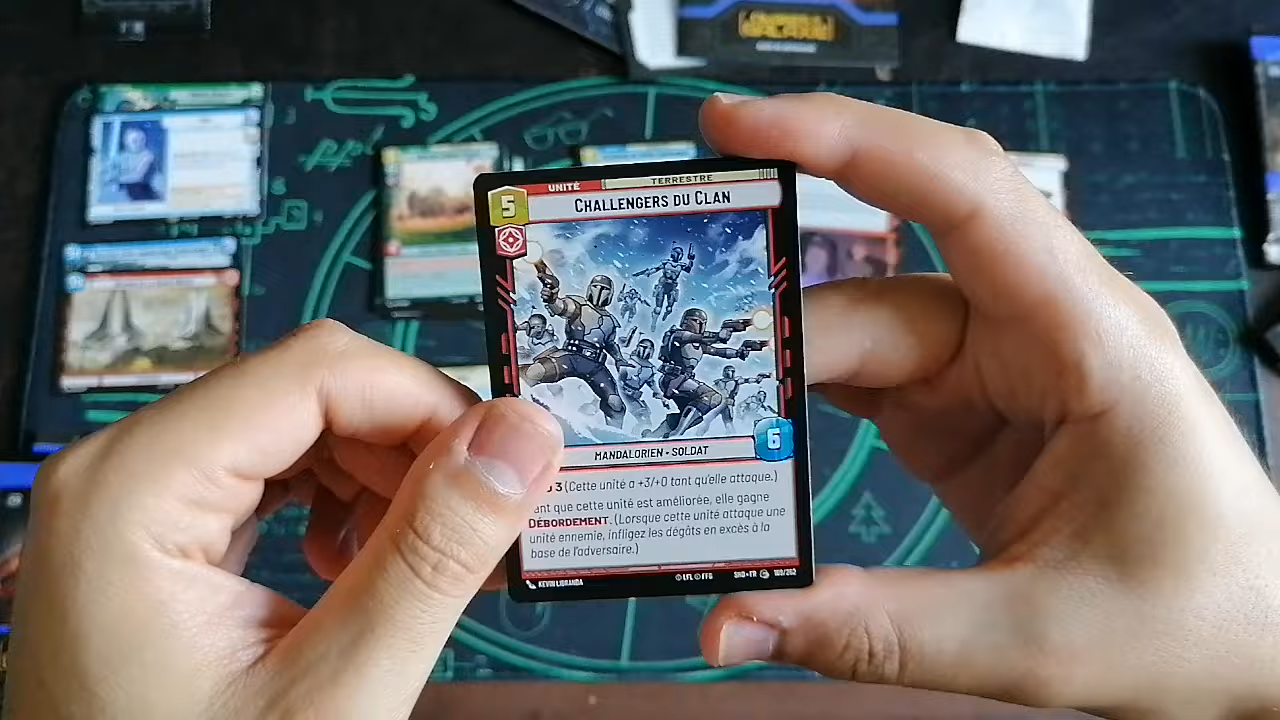 UNITÉ
TERRESTRE
5
CHALLENGERS DU CLAN
6
MANDALORIEN • SOLDAT
3 (Cette unité a +3/+0 tant qu'elle attaque.)
que cette unité est améliorée, elle gagne
DÉBORDEMENT. (Lorsque cette unité attaque une
unité ennemie, infligez les dégâts en excès à la
base de l'adversaire.)
KEVIN LIBRANDA
© LFL © FFG
SHD • FR
/262